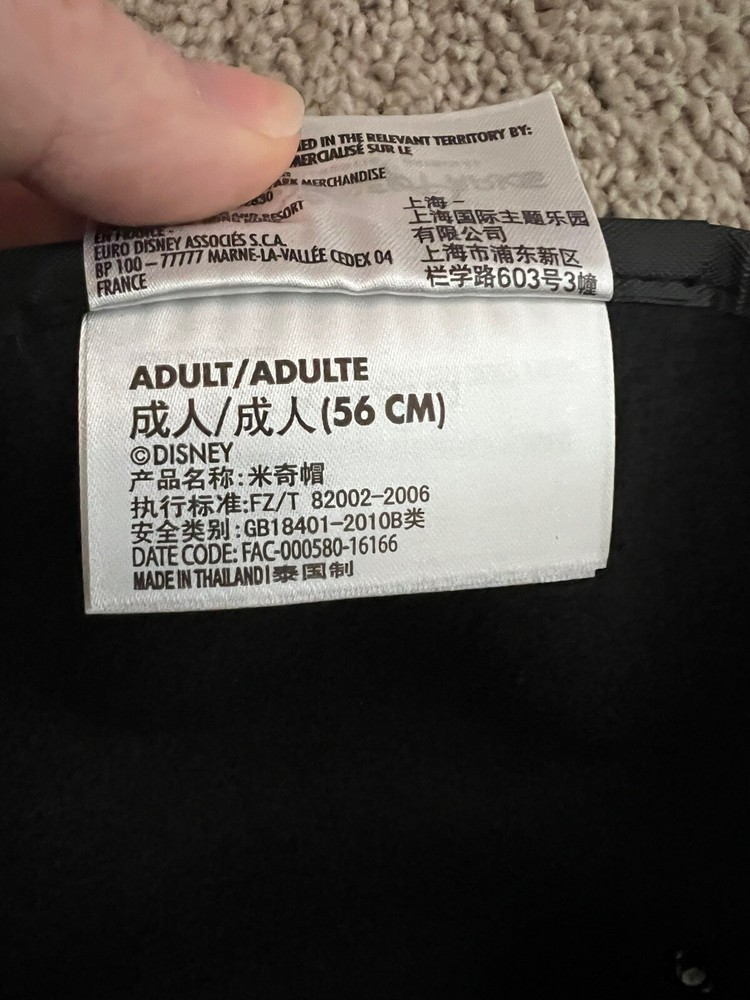 ED IN THE RELEVANT TERRITORY BY:
MERCIALISÉ SUR LE
ARK MERCHANDISE
RESORT
EURO DISNEY ASSOCIÉS S.C.A.
BP 100 – 77777 MARNE-LA-VALLÉE CEDEX 04
FRANCE
上海 –
上海国际主题乐园
有限公司
上海市浦东新区
栏学路603号3幢
ADULT/ADULTE
成人/成人(56 CM)
©DISNEY
产品名称:米奇帽
执行标准:FZ/T 82002-2006
安全类别:GB18401-2010B类
DATE CODE: FAC-000580-16166
MADE IN THAILAND I 泰国制